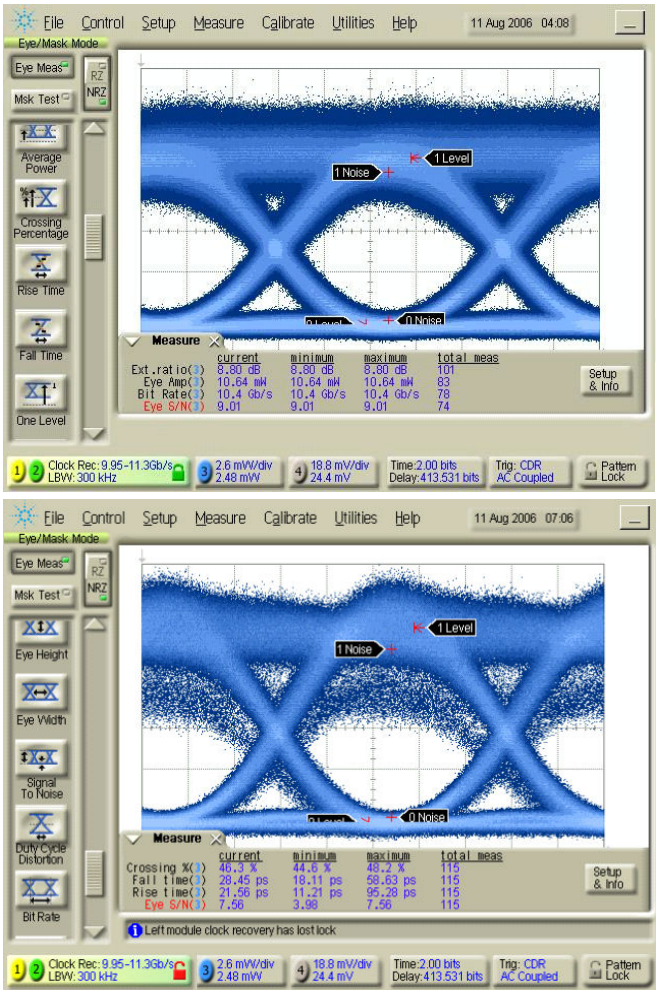 File Control Setup Measure Calibrate Utilities Help 11 Aug 2006 04:08
Eye/Mask Mode
Eye Meas
RZ
NRZ
Msk Test
Average
Power
Crossing
Percentage
Rise Time
Fall Time
One Level
1 Level
1 Noise
0 Level
0 Noise
Measure
current minimum maximum total meas
Ext.ratio(3) 8.80 dB 8.80 dB 8.80 dB 101
Eye Amp(3) 10.64 mW 10.64 mW 10.64 mW 83
Bit Rate(3) 10.4 Gb/s 10.4 Gb/s 10.4 Gb/s 78
Eye S/N(3) 9.01 9.01 9.01 74
Setup
& Info
1 2 Clock Rec: 9.95-11.3Gb/s 3 2.6 mW/div 4 18.8 mV/div Time:2.00 bits Trig: CDR Pattern
LBW: 300 kHz 2.48 mW 24.4 mV Delay:413.531 bits AC Coupled Lock
File Control Setup Measure Calibrate Utilities Help 11 Aug 2006 07:06
Eye/Mask Mode
Eye Meas
RZ
NRZ
Msk Test
Eye Height
Eye Width
Signal
To Noise
Duty Cycle
Distortion
Bit Rate
1 Level
1 Noise
0 Noise
Measure
current minimum maximum total meas
Crossing %(3) 46.3 % 44.6 % 48.2 % 115
Fall time(3) 28.45 ps 18.11 ps 58.63 ps 115
Rise time(3) 21.56 ps 11.21 ps 95.28 ps 115
Eye S/N(3) 7.56 3.98 7.56 115
Setup
& Info
Left module clock recovery has lost lock
1 2 Clock Rec: 9.95-11.3Gb/s 3 2.6 mW/div 4 18.8 mV/div Time:2.00 bits Trig: CDR Pattern
LBW: 300 kHz 2.48 mW 24.4 mV Delay:413.531 bits AC Coupled Lock